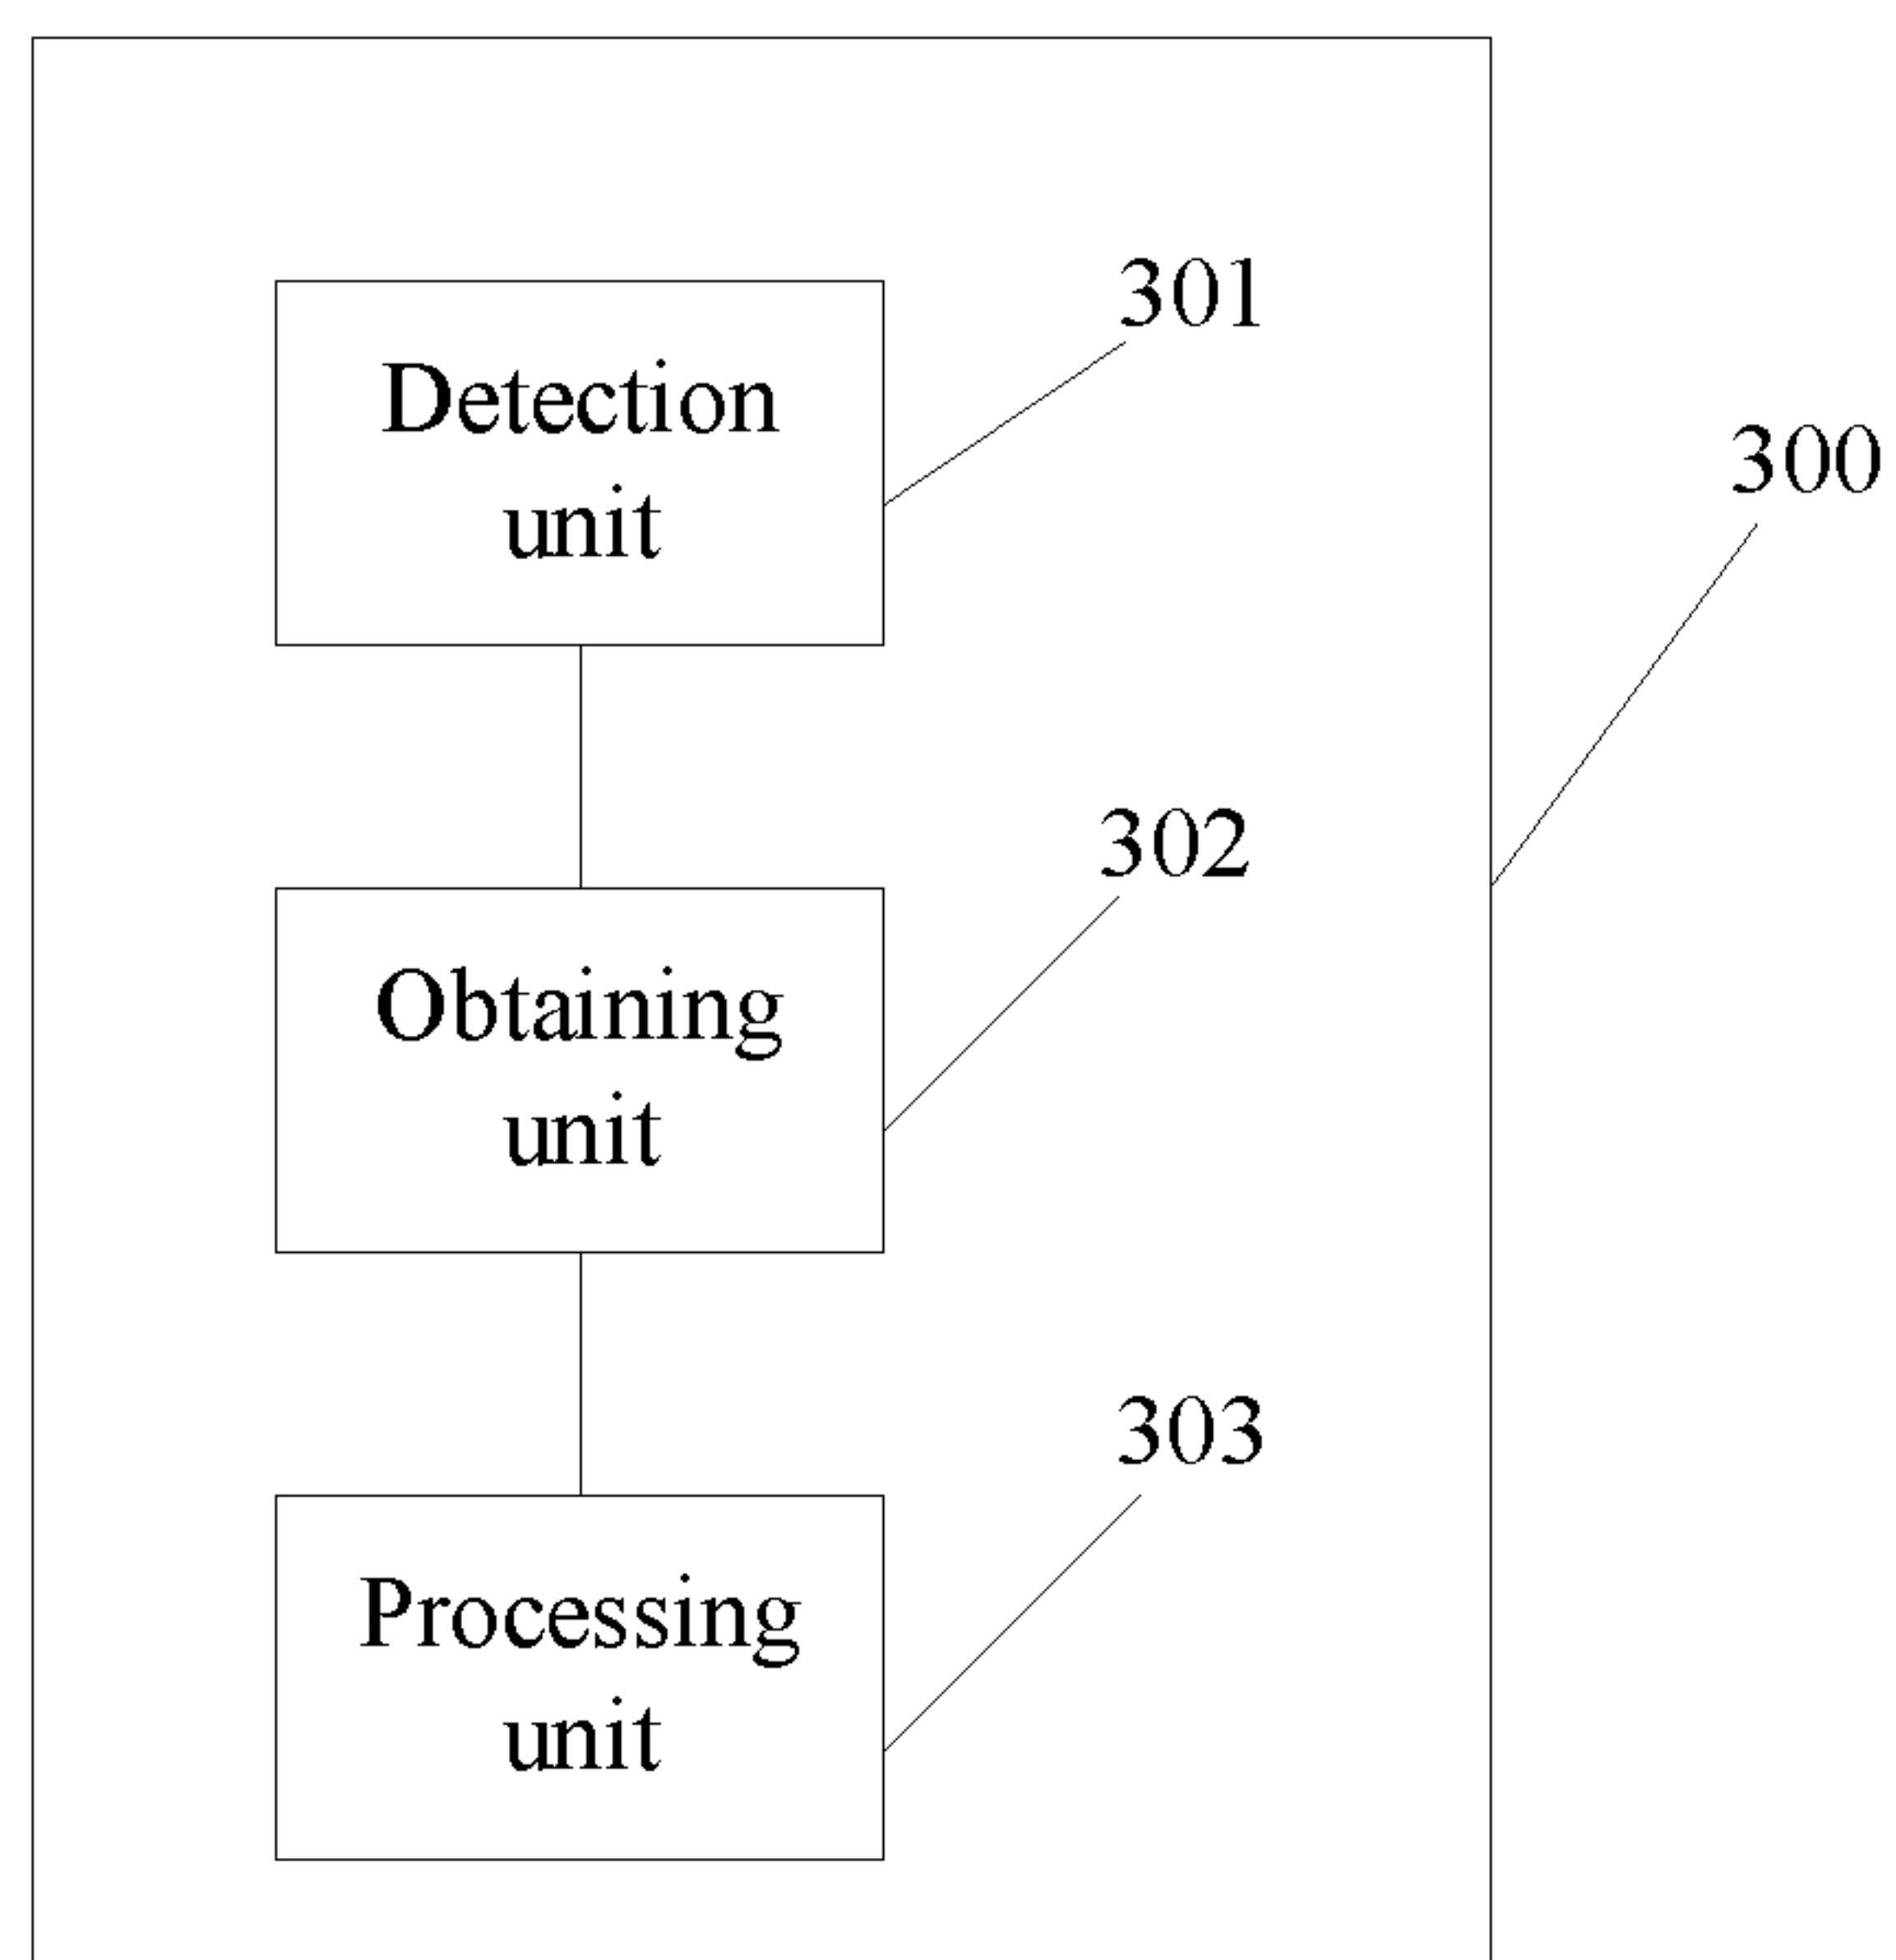 301
Detection
unit
300
302
Obtaining
unit
303
Processing
unit